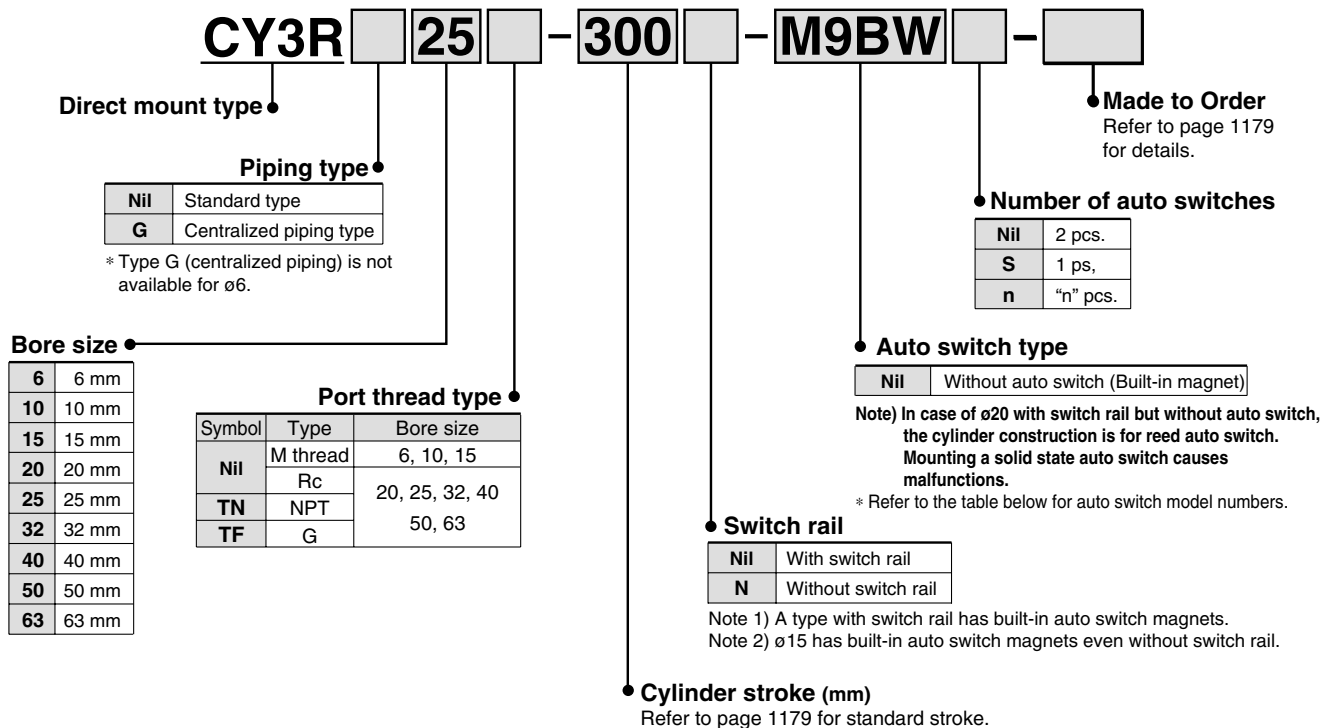 CY3R 25 – 300 – M9BW –
Direct mount type
Piping type
Nil Standard type
G Centralized piping type
* Type G (centralized piping) is not
available for ø6.
Bore size
6 6 mm
10 10 mm
15 15 mm
20 20 mm
25 25 mm
32 32 mm
40 40 mm
50 50 mm
63 63 mm
Port thread type
Symbol Type Bore size
Nil M thread 6, 10, 15
Rc 20, 25, 32, 40
TN NPT 50, 63
TF G
Cylinder stroke (mm)
Refer to page 1179 for standard stroke.
Switch rail
Nil With switch rail
N Without switch rail
Note 1) A type with switch rail has built-in auto switch magnets.
Note 2) ø15 has built-in auto switch magnets even without switch rail.
Auto switch type
Nil Without auto switch (Built-in magnet)
Note) In case of ø20 with switch rail but without auto switch,
the cylinder construction is for reed auto switch.
Mounting a solid state auto switch causes
malfunctions.
* Refer to the table below for auto switch model numbers.
Number of auto switches
Nil 2 pcs.
S 1 ps,
n "n" pcs.
Made to Order
Refer to page 1179
for details.